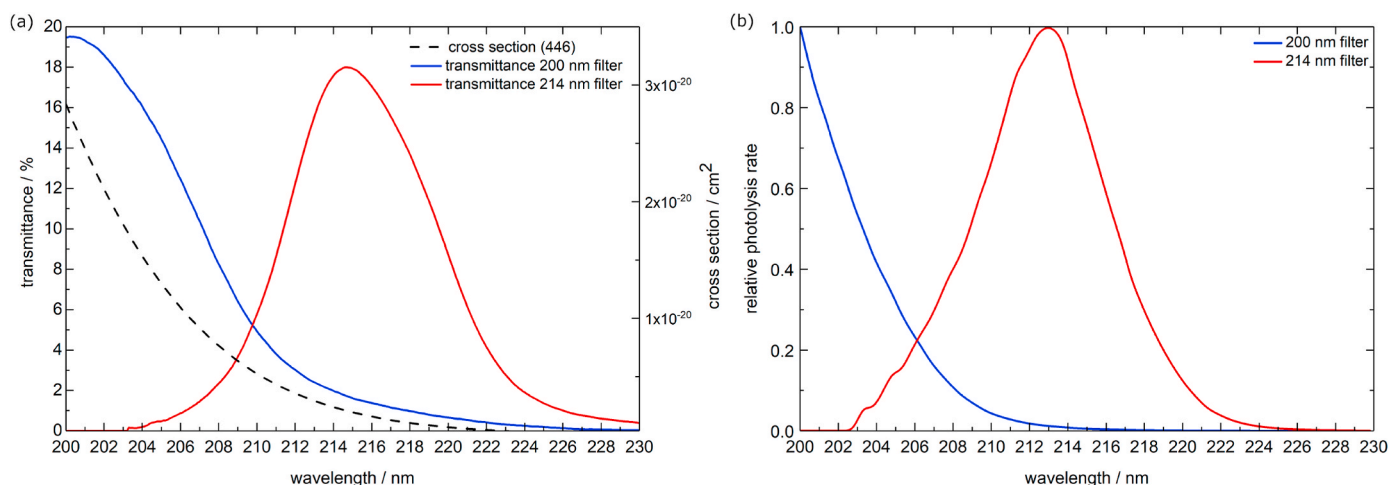 (a)
20
18
16
14
12
10
8
6
4
2
0
transmittance / %
cross section (446)
transmittance 200 nm filter
transmittance 214 nm filter
3x10-20
2x10-20
1x10-20
cross section / cm2
200 202 204 206 208 210 212 214 216 218 220 222 224 226 228 230
wavelength / nm
(b)
1.0
0.8
0.6
0.4
0.2
0.0
relative photolysis rate
200 nm filter
214 nm filter
200 202 204 206 208 210 212 214 216 218 220 222 224 226 228 230
wavelength / nm